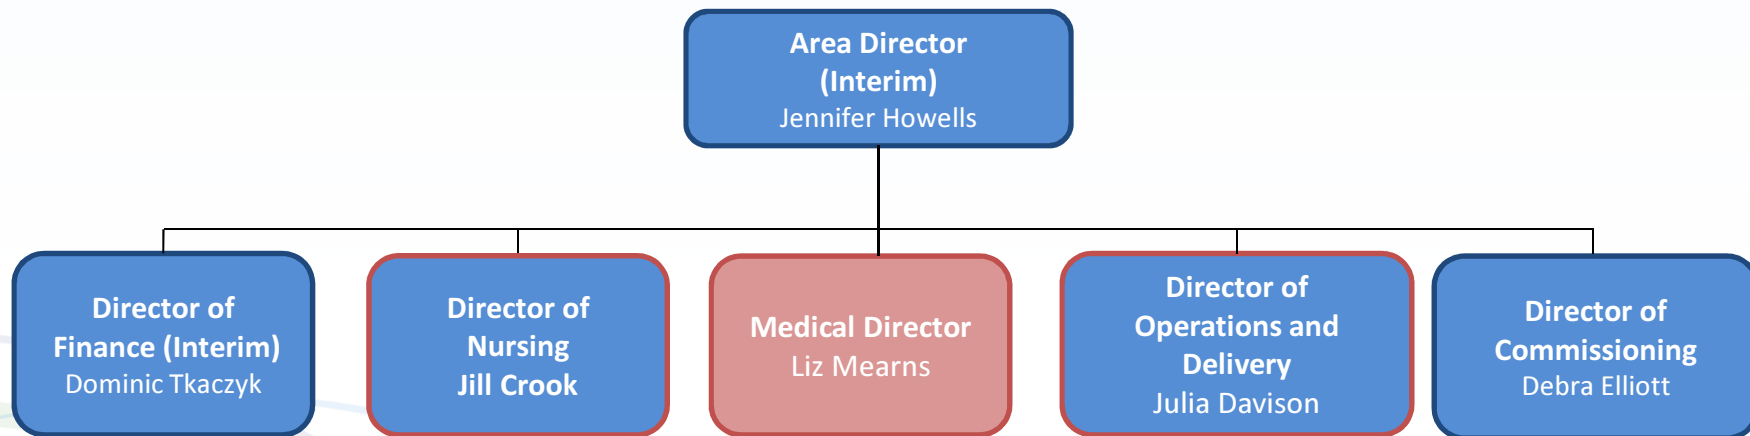 Area Director
(Interim)
Jennifer Howells
Director of
Finance (Interim)
Dominic Tkaczyk
Director of
Nursing
Jill Crook
Medical Director
Liz Mearns
Director of
Operations and
Delivery
Julia Davison
Director of
Commissioning
Debra Elliott